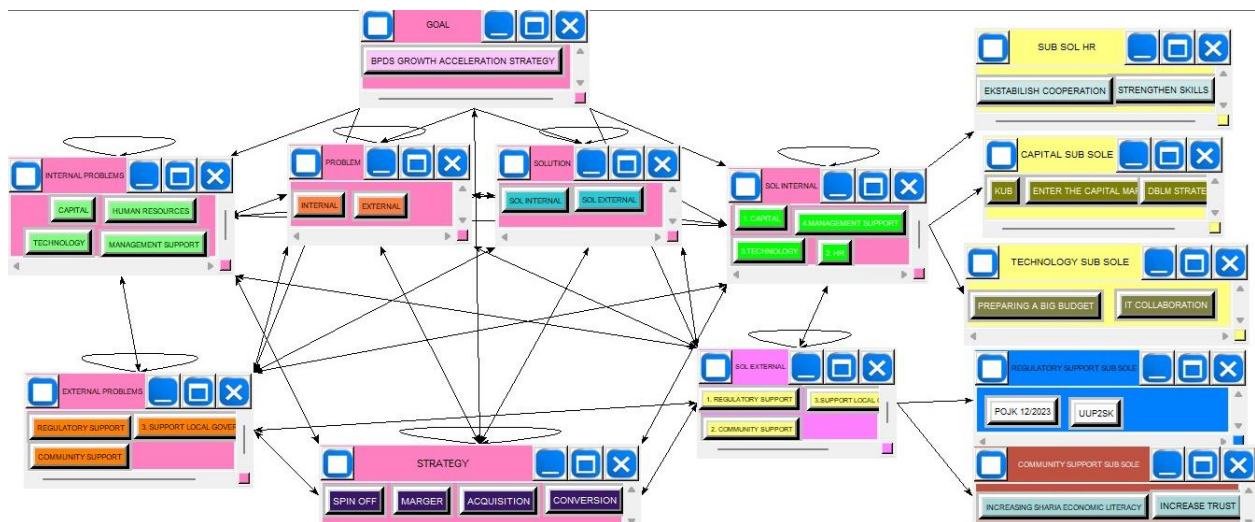 GOAL
BPDS GROWTH ACCELERATION STRATEGY
SUB SOL HR
EKSTABILISH COOPERATION
STRENGTHEN SKILLS
INTERNAL PROBLEMS
CAPITAL
HUMAN RESOURCES
TECHNOLOGY
MANAGEMENT SUPPORT
PROBLEM
INTERNAL
EXTERNAL
SOLUTION
SOL INTERNAL
SOL EXTERNAL
SOL INTERNAL
1. CAPITAL
4.MANAGEMENT SUPPORT
3.TECHNOLOGY
2. HR
CAPITAL SUB SOLE
KUB
ENTER THE CAPITAL MAR
DBLM STRATE
TECHNOLOGY SUB SOLE
PREPARING A BIG BUDGET
IT COLLABORATION
EXTERNAL PROBLEMS
REGULATORY SUPPORT
3. SUPPORT LOCAL GOVER
COMMUNITY SUPPORT
STRATEGY
SPIN OFF
MARGER
ACQUISITION
CONVERSION
SOL EXTERNAL
1. REGULATORY SUPPORT
3.SUPPORT LOCAL G
2. COMMUNITY SUPPORT
REGULATORY SUPPORT SUB SOLE
POJK 12/2023
UUP2SK
COMMUNITY SUPPORT SUB SOLE
INCREASING SHARIA ECONOMIC LITERACY
INCREASE TRUST